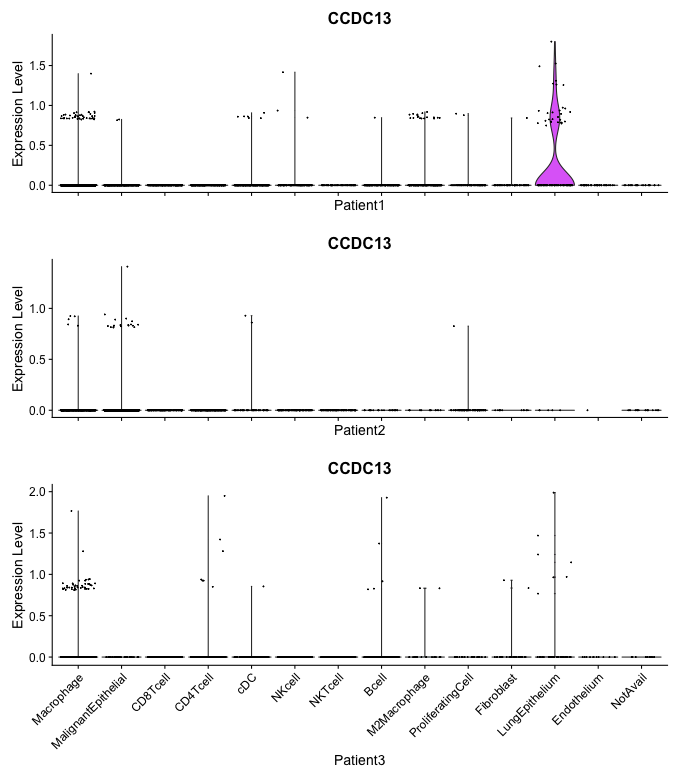 CCDC13
Expression Level
1.5
1.0
0.5
0.0
Patient1
CCDC13
Expression Level
1.0
0.5
0.0
Patient2
CCDC13
Expression Level
2.0
1.5
1.0
0.5
0.0
Macrophage
MalignantEpithelial
CD8Tcell
CD4Tcell
cDC
NKcell
NKTcell
Bcell
M2Macrophage
ProliferatingCell
Fibroblast
LungEpithelium
Endothelium
NotAvail
Patient3